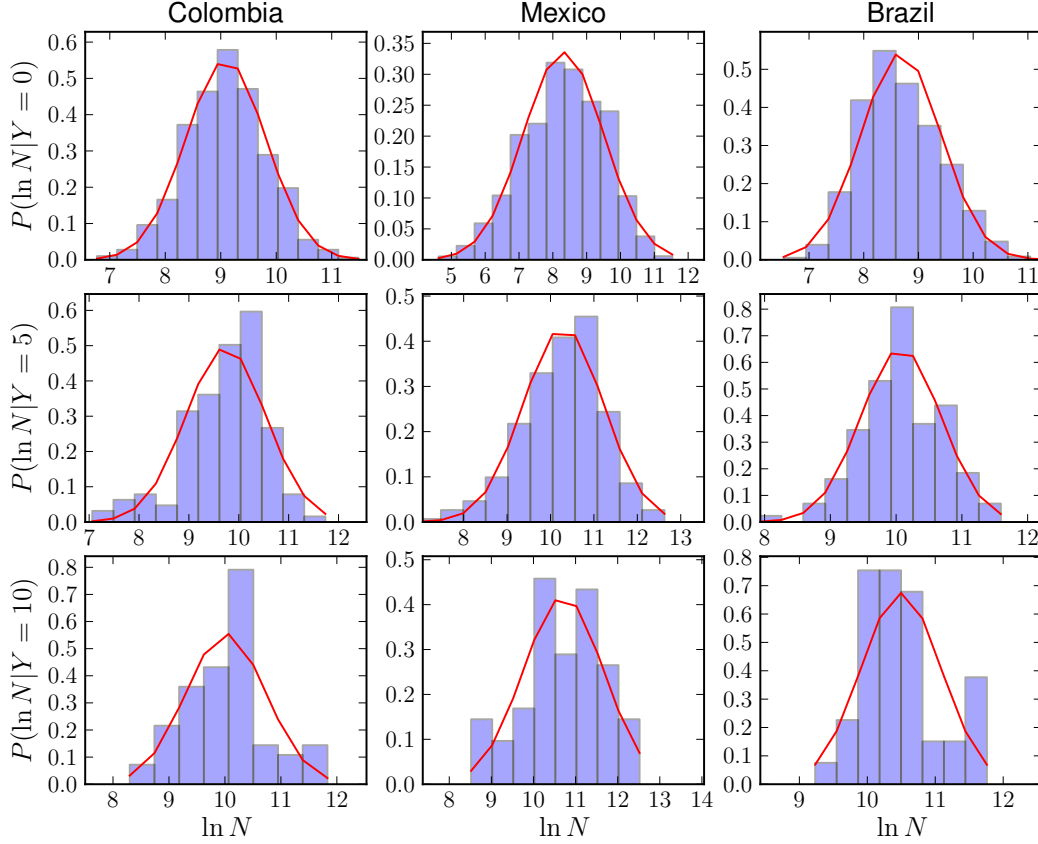 Colombia Mexico Brazil
P(ln N|Y = 0)
0.6 0.5 0.4 0.3 0.2 0.1 0.0
7 8 9 10 11
0.35 0.30 0.25 0.20 0.15 0.10 0.05 0.00
4 5 6 7 8 9 10 11 12
0.5 0.4 0.3 0.2 0.1 0.0
7 8 9 10 11
P(ln N|Y = 5)
0.6 0.5 0.4 0.3 0.2 0.1 0.0
7 8 9 10 11 12
0.5 0.4 0.3 0.2 0.1 0.0
8 9 10 11 12 13
0.8 0.7 0.6 0.5 0.4 0.3 0.2 0.1 0.0
8 9 10 11 12
P(ln N|Y = 10)
0.8 0.7 0.6 0.5 0.4 0.3 0.2 0.1 0.0
8 9 10 11 12
ln N
0.5 0.4 0.3 0.2 0.1 0.0
8 9 10 11 12 13 14
ln N
0.8 0.7 0.6 0.5 0.4 0.3 0.2 0.1 0.0
9 10 11 12
ln N